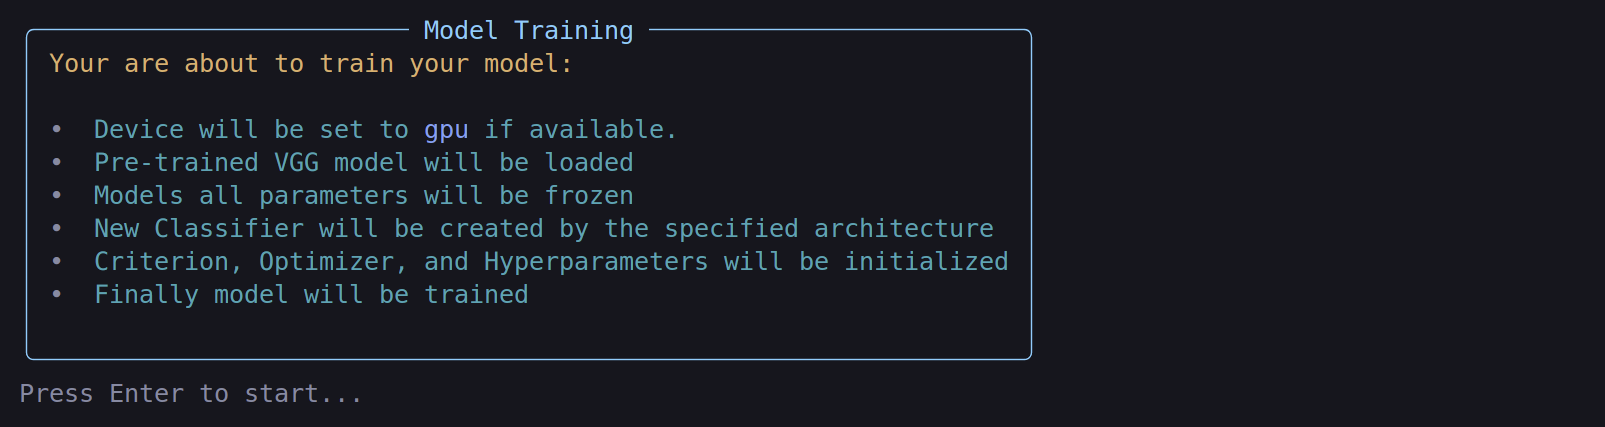 Model Training
Your are about to train your model:
• Device will be set to gpu if available.
• Pre-trained VGG model will be loaded
• Models all parameters will be frozen
• New Classifier will be created by the specified architecture
• Criterion, Optimizer, and Hyperparameters will be initialized
• Finally model will be trained
Press Enter to start...